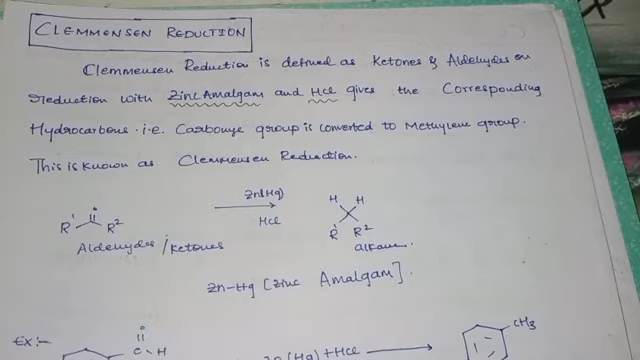 CLEMMENSEN REDUCTION
Clemmensen Reduction is defined as Ketones & Aldehydes on
reduction with Zinc Amalgam and HCl gives the Corresponding
Hydrocarbons. i.e. Carbonyl group is converted to Methylene group.
This is known as Clemmensen Reduction.
Zn(Hg)
HCl
H H
R' R²
R' R²
Aldehydes/Ketones
alkane.
Zn-Hg [Zinc Amalgam].
Ex:-
C H
Zn(Hg)+HCl
CH3